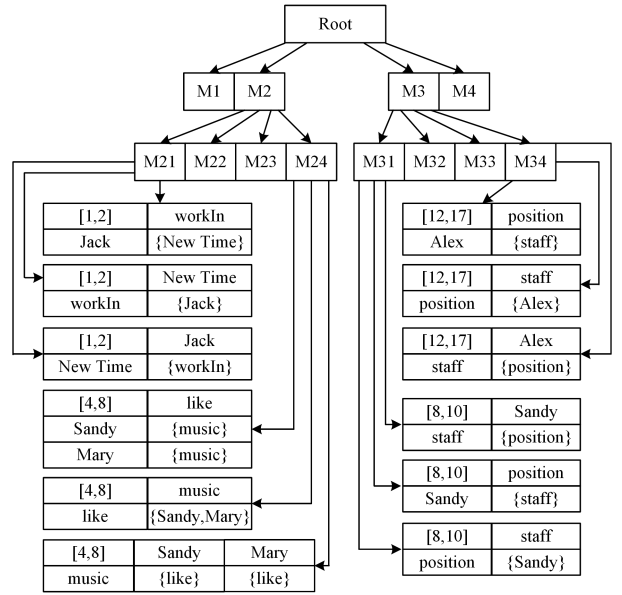 Root
M1 M2 M3 M4
M21 M22 M23 M24 M31 M32 M33 M34
[1,2] workIn
Jack {New Time}
[1,2] New Time
workIn {Jack}
[1,2] Jack
New Time {workIn}
[4,8] like
Sandy {music}
Mary {music}
[4,8] music
like {Sandy,Mary}
[4,8] Sandy Mary
music {like} {like}
[12,17] position
Alex {staff}
[12,17] staff
position {Alex}
[12,17] Alex
staff {position}
[8,10] Sandy
staff {position}
[8,10] position
Sandy {staff}
[8,10] staff
position {Sandy}